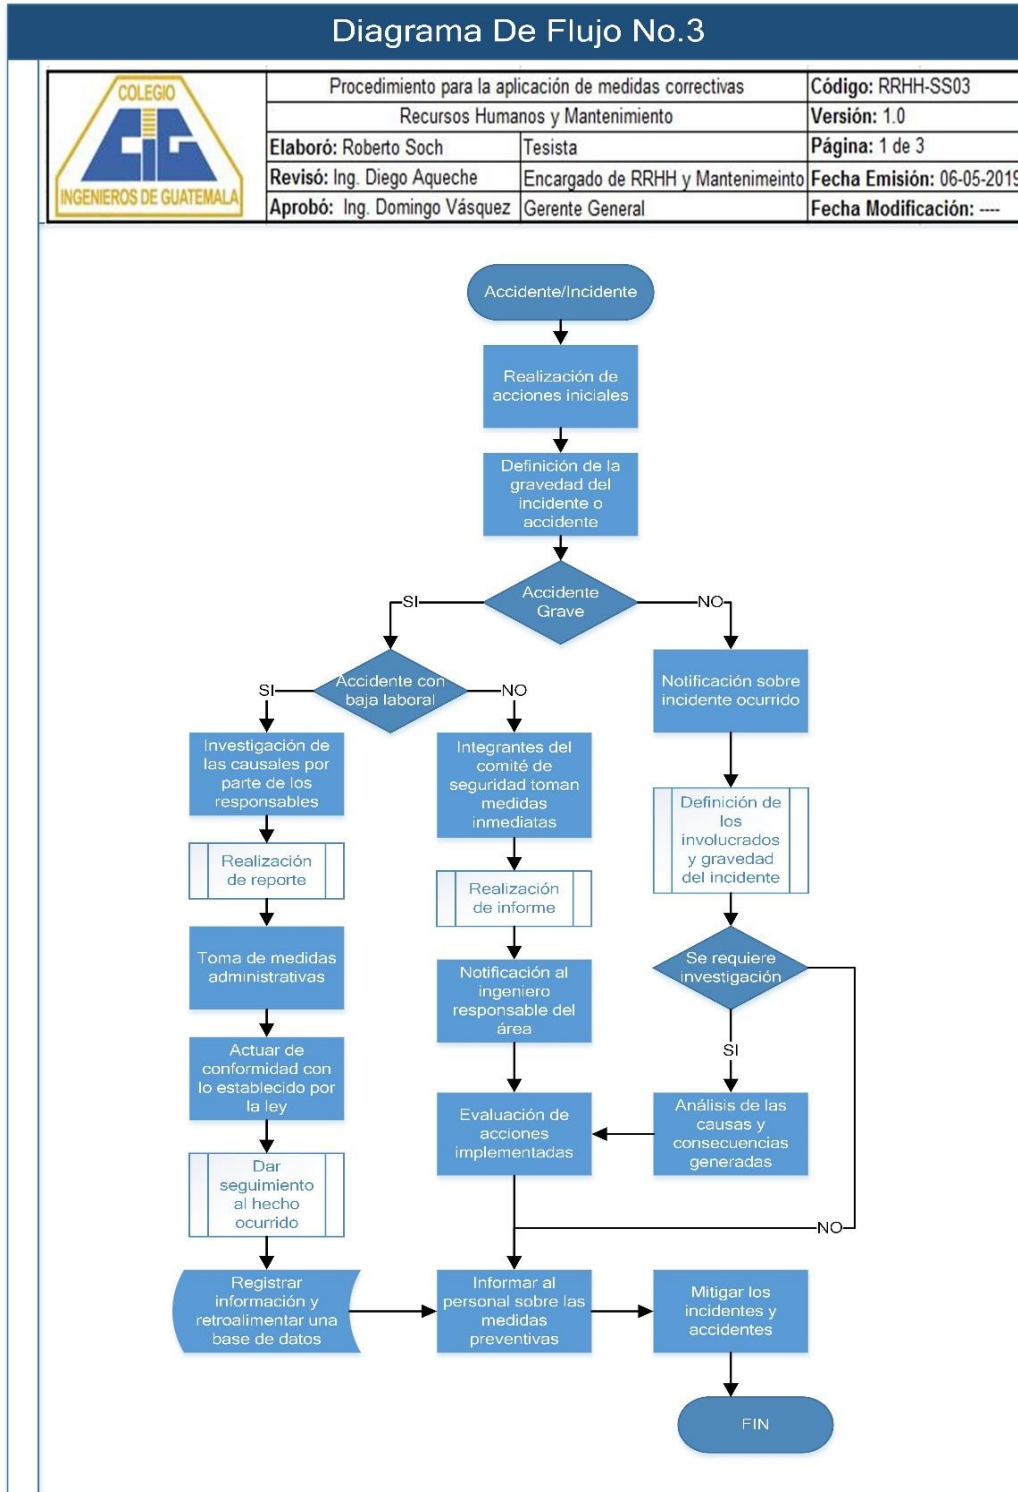 Diagrama De Flujo No.3
COLEGIO
CIG
INGENIEROS DE GUATEMALA
Procedimiento para la aplicación de medidas correctivas
Código: RRHH-SS03
Recursos Humanos y Mantenimiento
Versión: 1.0
Elaboró: Roberto Soch
Tesista
Página: 1 de 3
Revisó: Ing. Diego Aqueche
Encargado de RRHH y Mantenimeinto
Fecha Emisión: 06-05-2019
Aprobó: Ing. Domingo Vásquez
Gerente General
Fecha Modificación: ----
Accidente/Incidente
Realización de
acciones iniciales
Definición de la
gravedad del
incidente o
accidente
Accidente
Grave
SI
NO
Accidente con
baja laboral
SI
NO
Notificación sobre
incidente ocurrido
Investigación de
las causales por
parte de los
responsables
Integrantes del
comité de
seguridad toman
medidas
inmediatas
Definición de
los
involucrados
y gravedad
del incidente
Realización
de reporte
Realización
de informe
Toma de medidas
administrativas
Notificación al
ingeniero
responsable del
área
Se requiere
investigación
SI
NO
Actuar de
conformidad con
lo establecido por
la ley
Evaluación de
acciones
implementadas
Análisis de las
causas y
consecuencias
generadas
Dar
seguimiento
al hecho
ocurrido
Registrar
información y
retroalimentar una
base de datos
Informar al
personal sobre las
medidas
preventivas
Mitigar los
incidentes y
accidentes
FIN